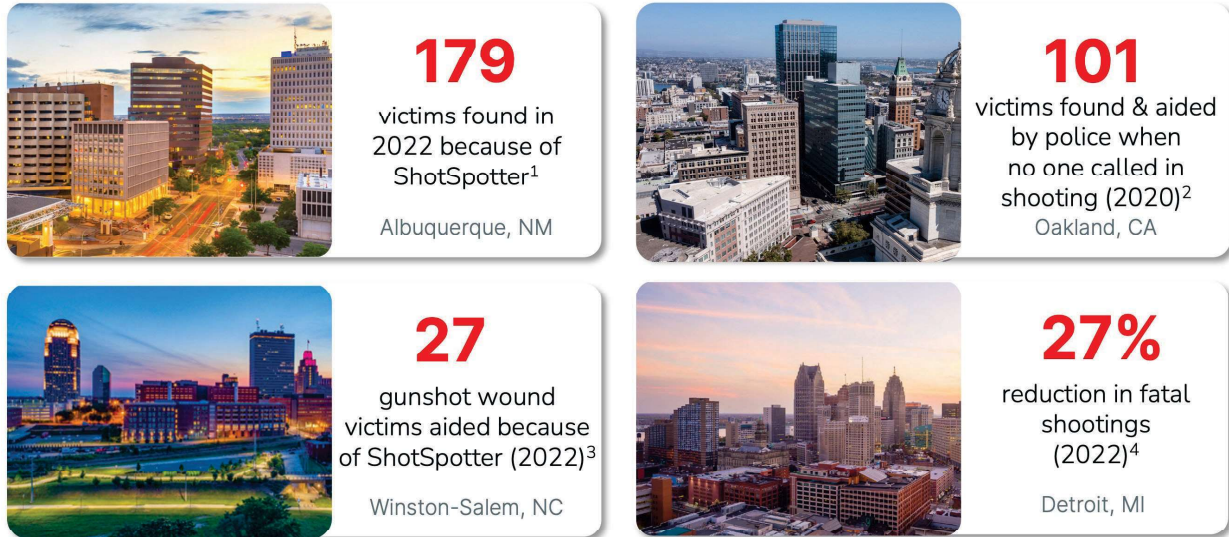 179
victims found in
2022 because of
ShotSpotter¹
Albuquerque, NM
101
victims found & aided
by police when
no one called in
shooting (2020)²
Oakland, CA
27
gunshot wound
victims aided because
of ShotSpotter (2022)³
Winston-Salem, NC
27%
reduction in fatal
shootings
(2022)⁴
Detroit, MI